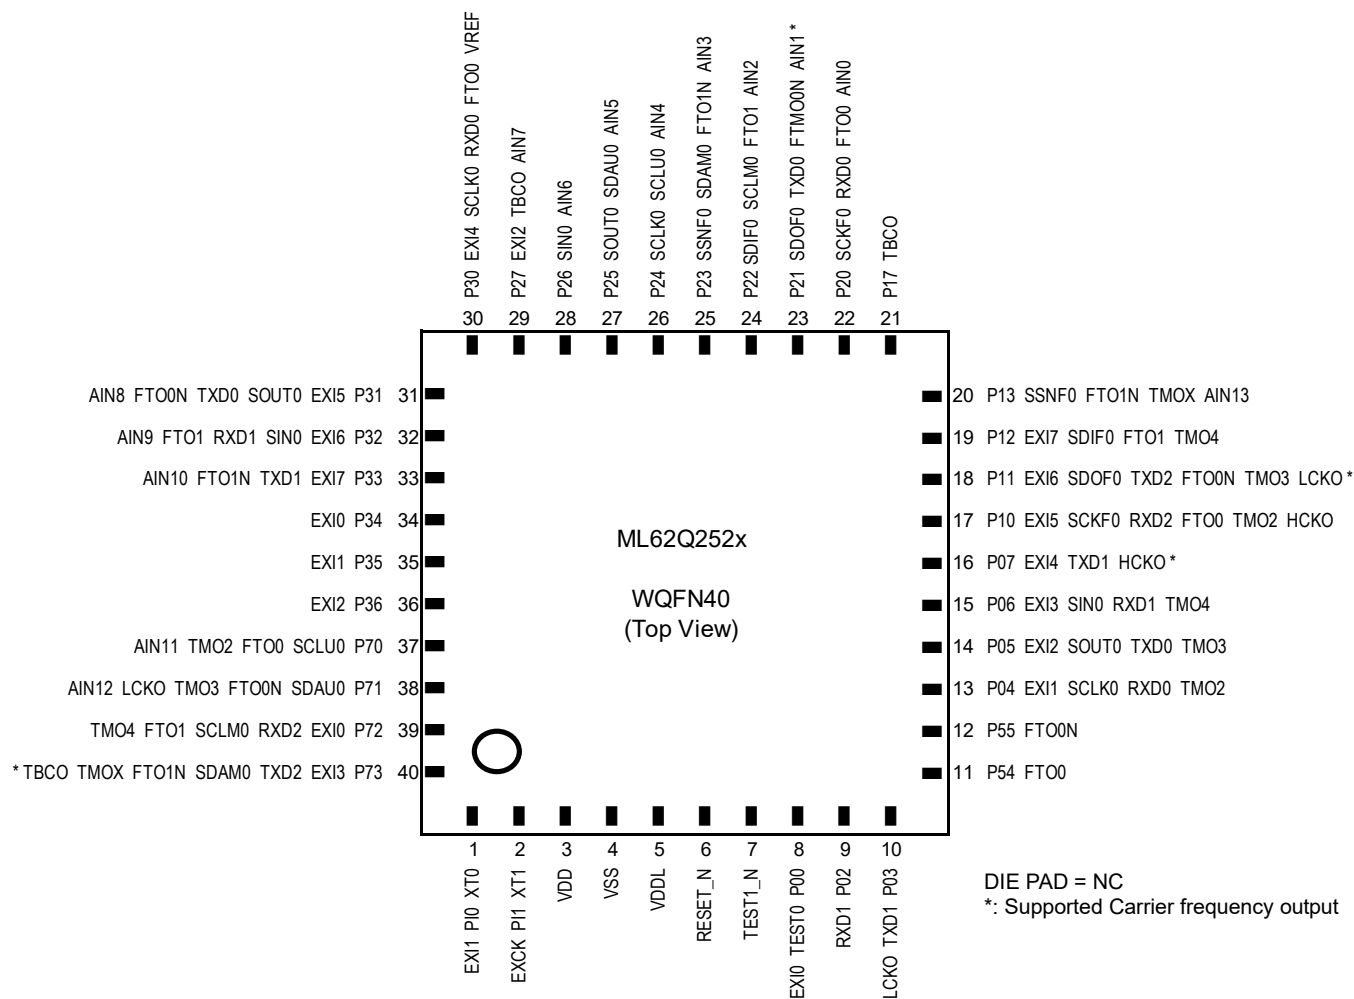 P30 EXI4 SCLK0 RXD0 FTO0 VREF
P27 EXI2 TBCO AIN7
P26 SIN0 AIN6
P25 SOUT0 SDAU0 AIN5
P24 SCLK0 SCLU0 AIN4
P23 SSNF0 SDAM0 FTO1N AIN3
P22 SDIF0 SCLM0 FTO1 AIN2
P21 SDOF0 TXD0 FTMO0N AIN1 *
P20 SCKF0 RXD0 FTO0 AIN0
P17 TBCO
30 29 28 27 26 25 24 23 22 21
AIN8 FTO0N TXD0 SOUT0 EXI5 P31 31
AIN9 FTO1 RXD1 SIN0 EXI6 P32 32
AIN10 FTO1N TXD1 EXI7 P33 33
EXI0 P34 34
EXI1 P35 35
EXI2 P36 36
AIN11 TMO2 FTO0 SCLU0 P70 37
AIN12 LCKO TMO3 FTO0N SDAU0 P71 38
TMO4 FTO1 SCLM0 RXD2 EXI0 P72 39
* TBCO TMOX FTO1N SDAM0 TXD2 EXI3 P73 40
ML62Q252x
WQFN40
(Top View)
20 P13 SSNF0 FTO1N TMOX AIN13
19 P12 EXI7 SDIF0 FTO1 TMO4
18 P11 EXI6 SDOF0 TXD2 FTO0N TMO3 LCKO *
17 P10 EXI5 SCKF0 RXD2 FTO0 TMO2 HCKO
16 P07 EXI4 TXD1 HCKO *
15 P06 EXI3 SIN0 RXD1 TMO4
14 P05 EXI2 SOUT0 TXD0 TMO3
13 P04 EXI1 SCLK0 RXD0 TMO2
12 P55 FTO0N
11 P54 FTO0
1 2 3 4 5 6 7 8 9 10
EXI1 PI0 XT0
EXCK PI1 XT1
VDD
VSS
VDDL
RESET_N
TEST1_N
EXI0 TEST0 P00
RXD1 P02
LCKO TXD1 P03
DIE PAD = NC
*: Supported Carrier frequency output